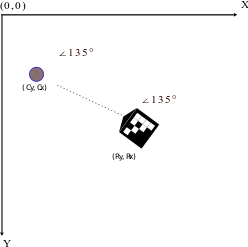 (0,0)
X
∠135°
(Cy, Cx)
∠135°
(Ry, Rx)
Y